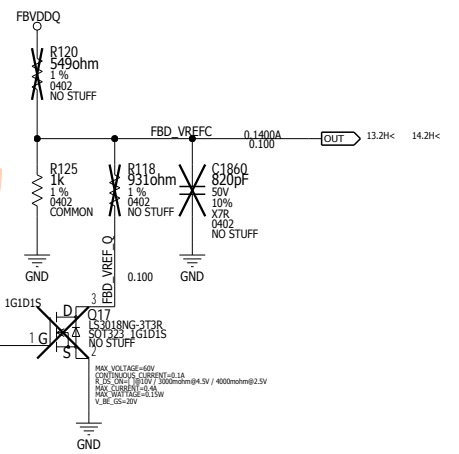 FBVDDQ
R120
549ohm
1 %
0402
NO STUFF
FBD_VREFC
0.1400A
0.100
OUT
13.2H<
14.2H<
R125
1k
1 %
0402
COMMON
R118
931ohm
1 %
0402
NO STUFF
C1860
820pF
50V
10%
X7R
0402
NO STUFF
GND
GND
FBD_VREF_Q
0.100
1G1D1S
3
D
Q17
LS3018NG-3T3R
SOT323_1G1D1S
NO STUFF
1
G
S
2
MAX_VOLTAGE=60V
CONTINUOUS_CURRENT=0.1A
R_DS_ON=[ ]@10V / 3000mohm@4.5V / 4000mohm@2.5V
MAX_CURRENT=0.4A
MAX_WATTAGE=0.15W
V_BE_GS=20V
GND